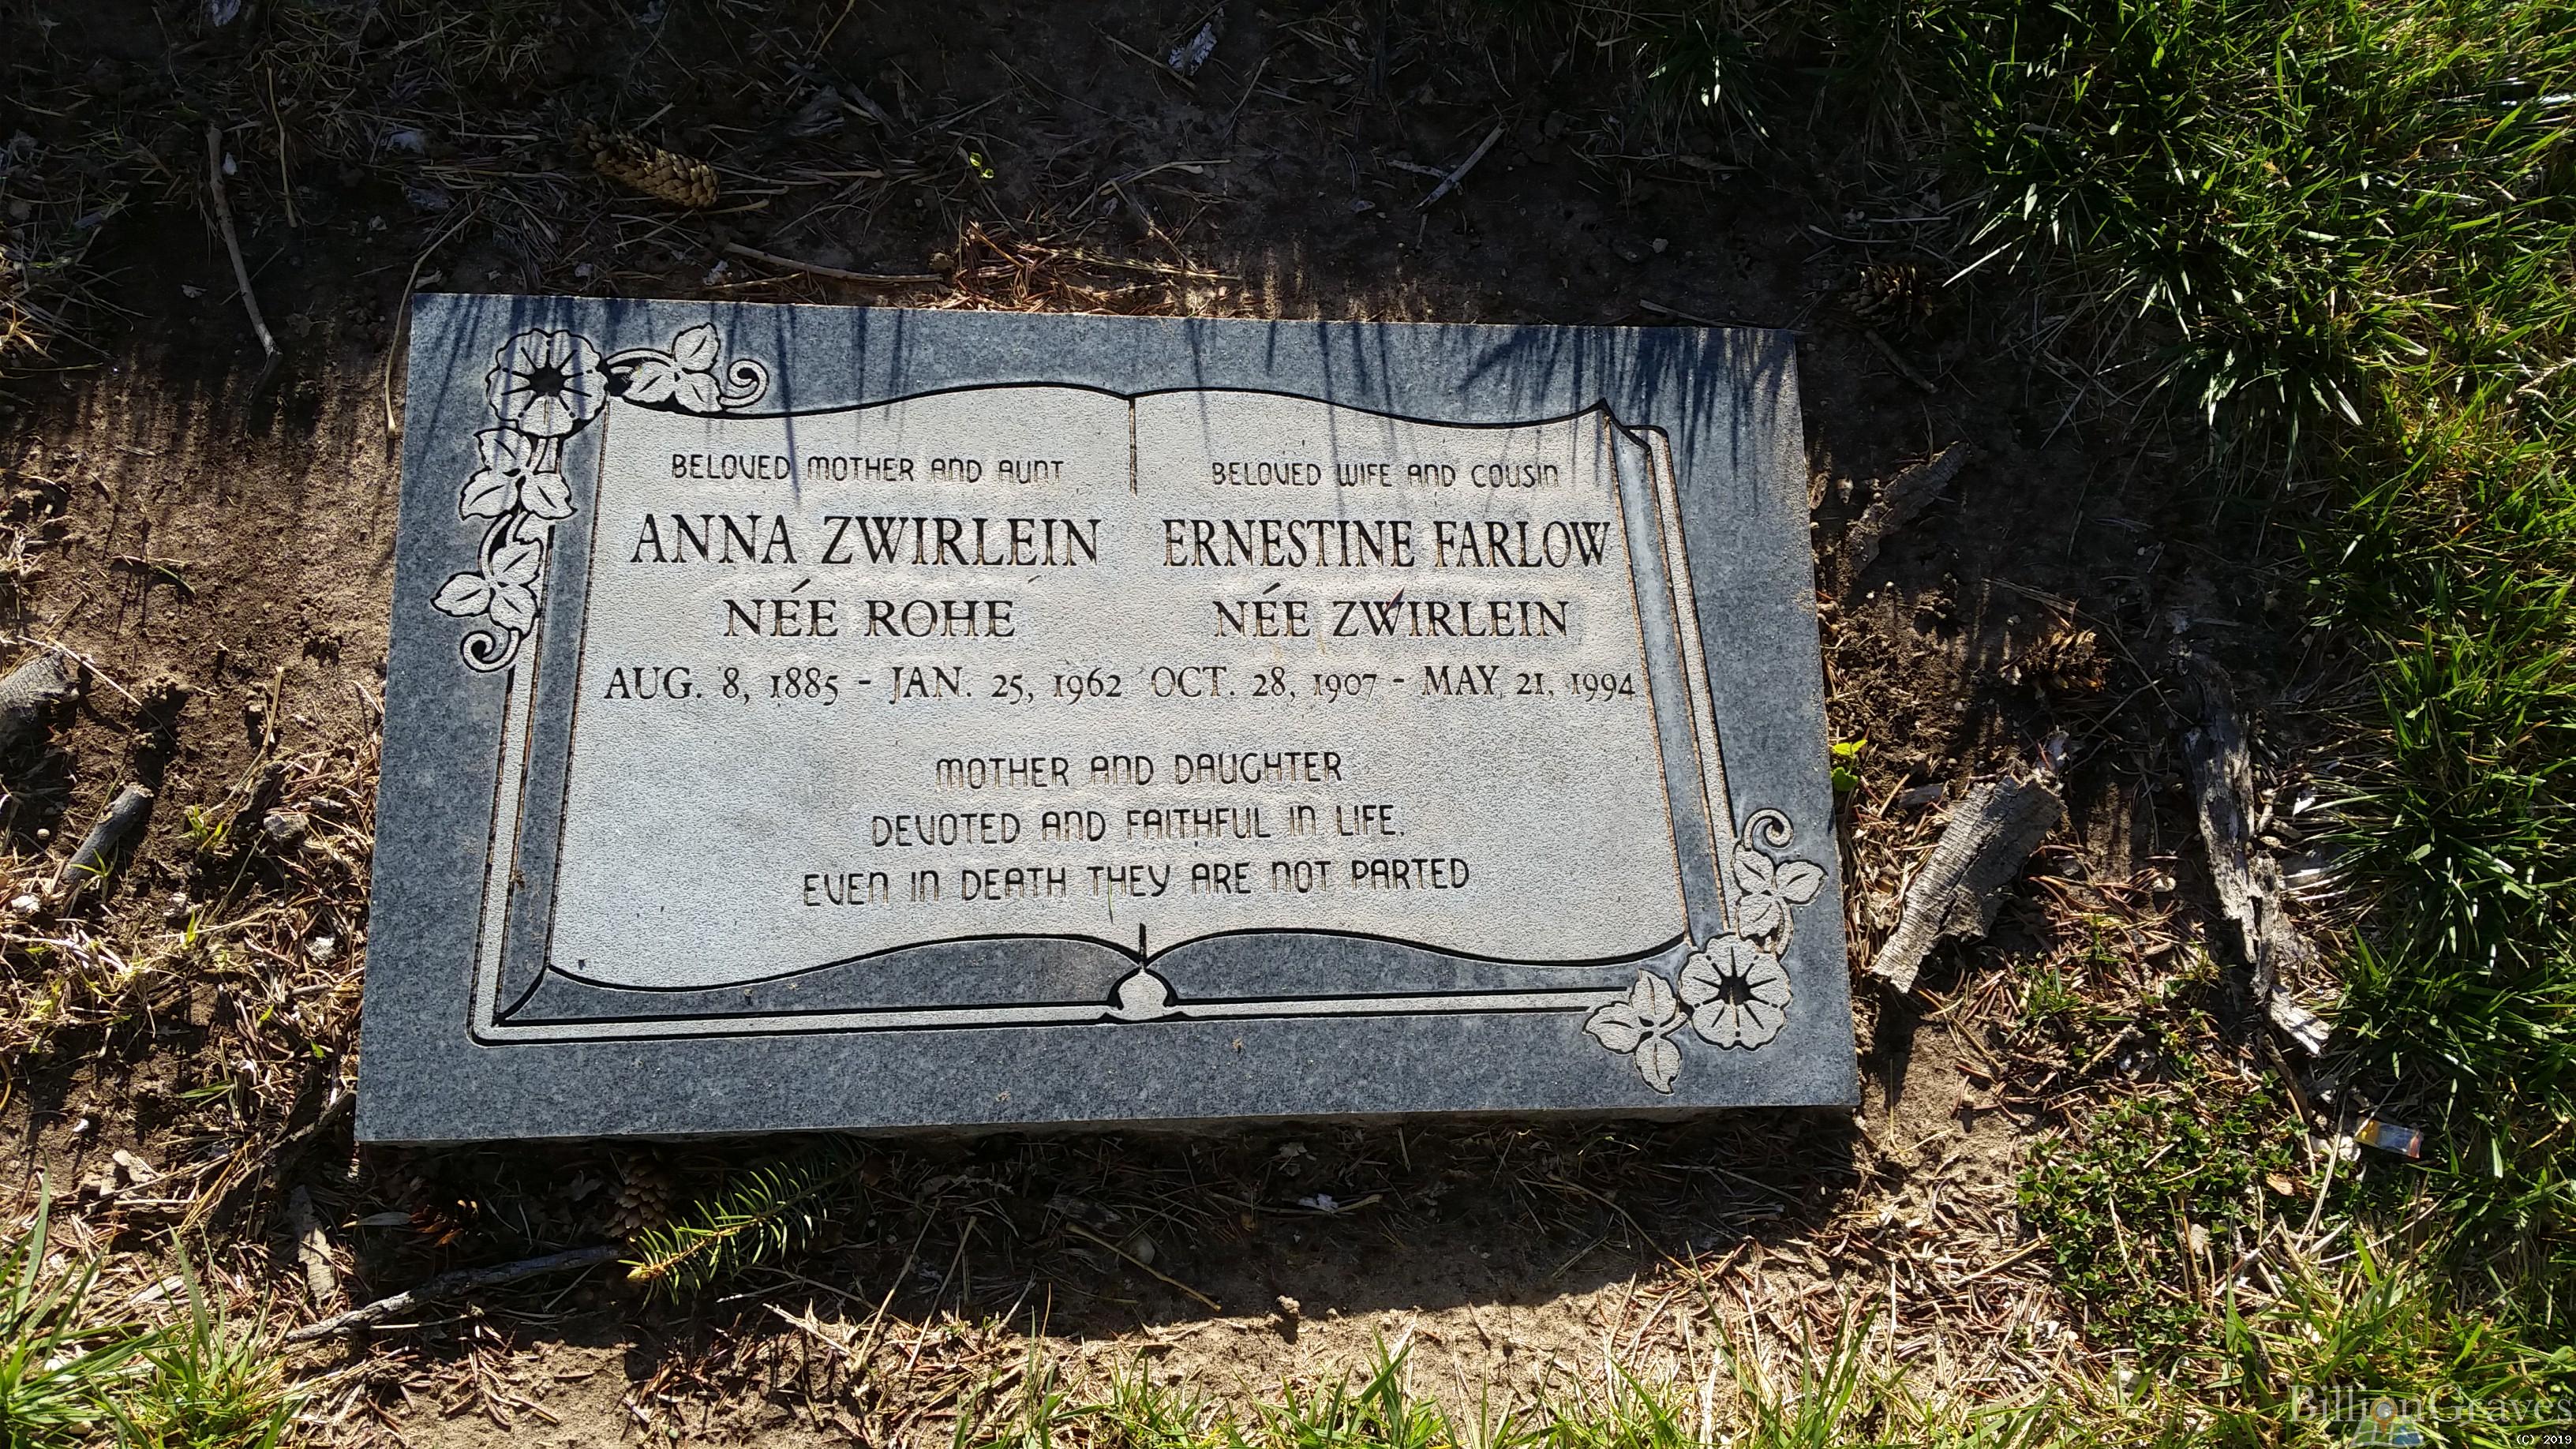 BELOVED MOTHER AND AUNT
ANNA ZWIRLEIN
NÉE ROHE
AUG. 8, 1885 - JAN. 25, 1962
BELOVED WIFE AND COUSIN
ERNESTINE FARLOW
NÉE ZWIRLEIN
OCT. 28, 1907 - MAY 21, 1994
MOTHER AND DAUGHTER
DEVOTED AND FAITHFUL IN LIFE,
EVEN IN DEATH THEY ARE NOT PARTED
BillionGraves
(C) 2019